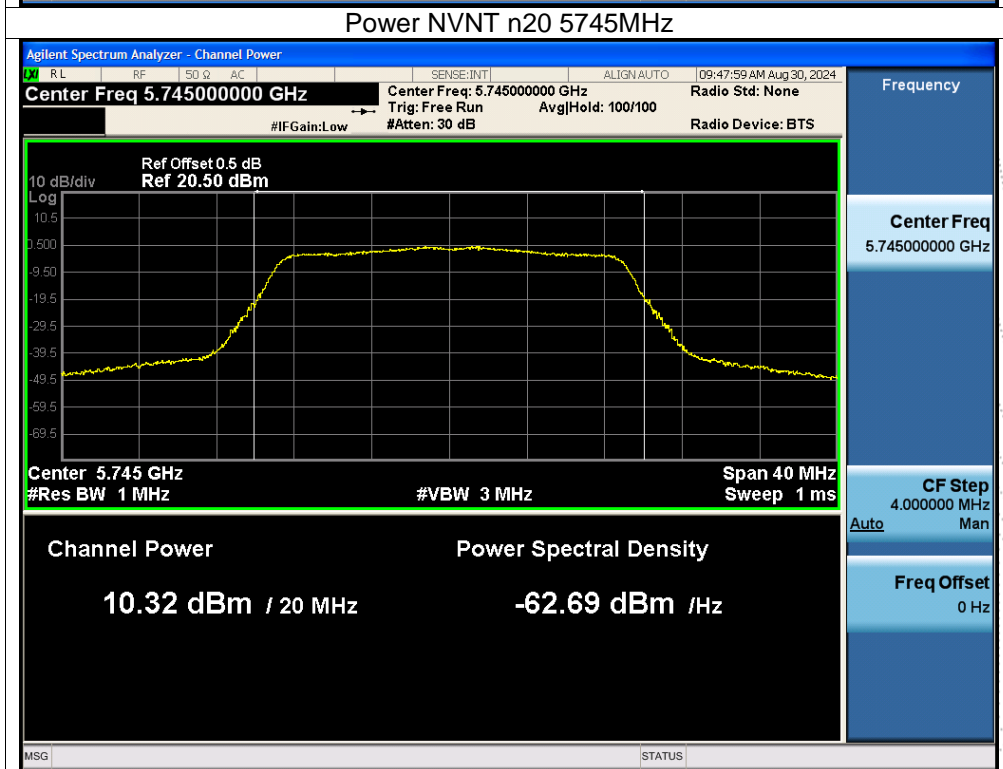 Power NVNT n20 5745MHz
Agilent Spectrum Analyzer - Channel Power
LXI RL RF 50 Ω AC SENSE:INT ALIGN AUTO 09:47:59 AM Aug 30, 2024
Center Freq 5.745000000 GHz
#IFGain:Low
Center Freq: 5.745000000 GHz
Trig: Free Run Avg|Hold: 100/100
#Atten: 30 dB
Radio Std: None
Radio Device: BTS
Ref Offset 0.5 dB
10 dB/div Ref 20.50 dBm
Log
10.5
0.500
-9.50
-19.5
-29.5
-39.5
-49.5
-59.5
-69.5
Center 5.745 GHz Span 40 MHz
#Res BW 1 MHz #VBW 3 MHz Sweep 1 ms
Channel Power Power Spectral Density
10.32 dBm / 20 MHz -62.69 dBm /Hz
Frequency
Center Freq
5.745000000 GHz
CF Step
4.000000 MHz
Auto Man
Freq Offset
0 Hz
MSG STATUS